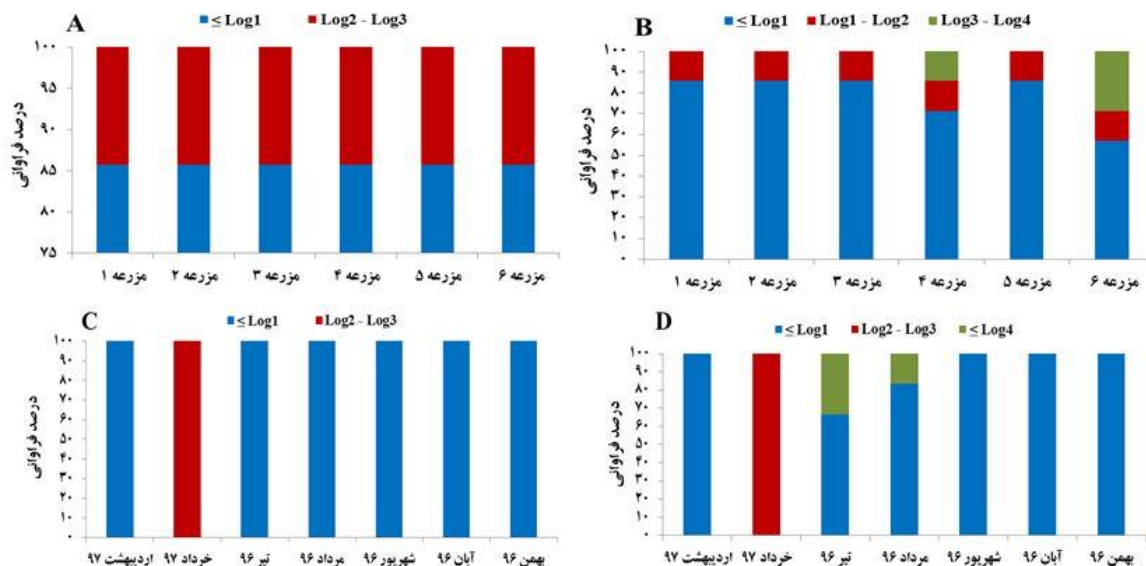 A
≤ Log1 Log2 - Log3
درصد فراوانی
۱۰۰
۹۵
۹۰
۸۵
۸۰
۷۵
مزرعه ۱ مزرعه ۲ مزرعه ۳ مزرعه ۴ مزرعه ۵ مزرعه ۶
B
≤ Log1 Log1 - Log2 Log3 - Log4
درصد فراوانی
۱۰۰
۹۰
۸۰
۷۰
۶۰
۵۰
۴۰
۳۰
۲۰
۱۰
۰
مزرعه ۱ مزرعه ۲ مزرعه ۳ مزرعه ۴ مزرعه ۵ مزرعه ۶
C
≤ Log1 Log2 - Log3
درصد فراوانی
۱۰۰
۹۰
۸۰
۷۰
۶۰
۵۰
۴۰
۳۰
۲۰
۱۰
۰
اردیبهشت ۹۷ خرداد ۹۷ تیر ۹۶ مرداد ۹۶ شهریور ۹۶ آبان ۹۶ بهمن ۹۶
D
≤ Log1 Log2 - Log3 ≤ Log4
درصد فراوانی
۱۰۰
۹۰
۸۰
۷۰
۶۰
۵۰
۴۰
۳۰
۲۰
۱۰
۰
اردیبهشت ۹۷ خرداد ۹۷ تیر ۹۶ مرداد ۹۶ شهریور ۹۶ آبان ۹۶ بهمن ۹۶